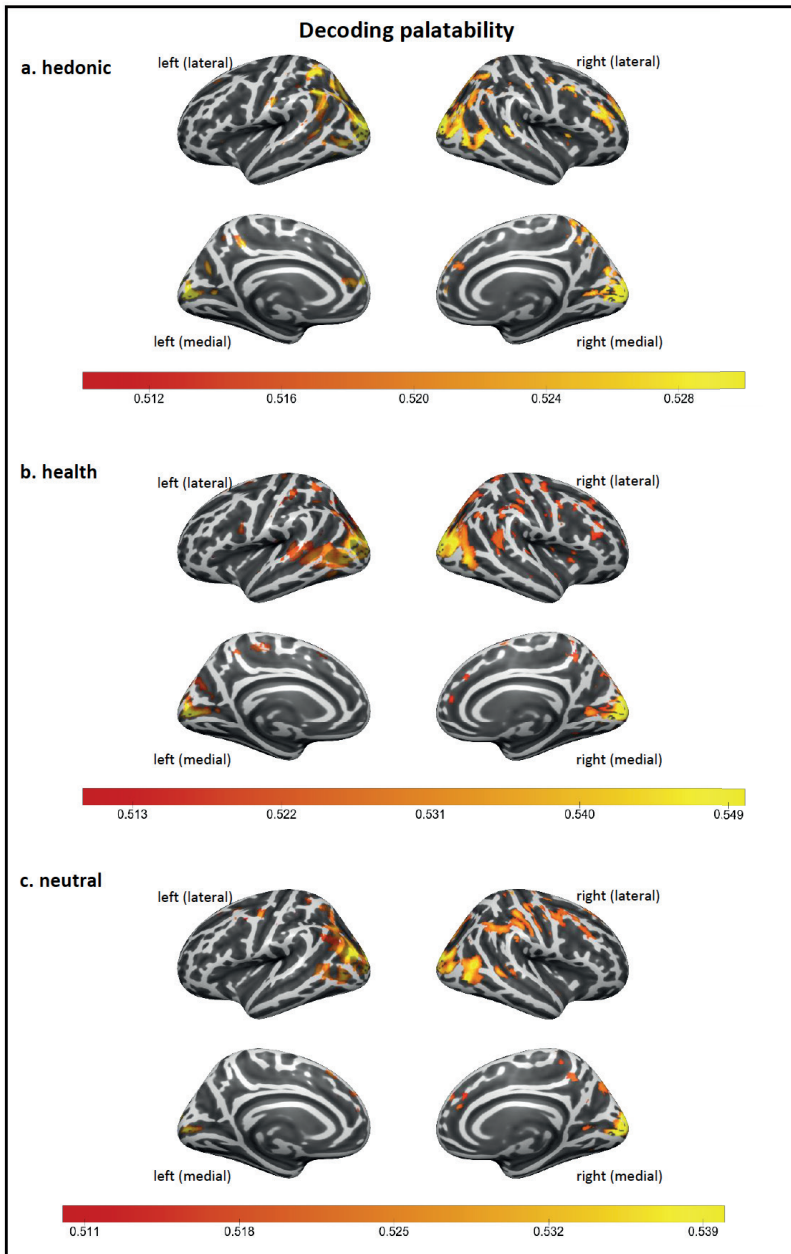 Decoding palatability
a. hedonic
left (lateral)
right (lateral)
left (medial)
right (medial)
0.512 0.516 0.520 0.524 0.528
b. health
left (lateral)
right (lateral)
left (medial)
right (medial)
0.513 0.522 0.531 0.540 0.549
c. neutral
left (lateral)
right (lateral)
left (medial)
right (medial)
0.511 0.518 0.525 0.532 0.539